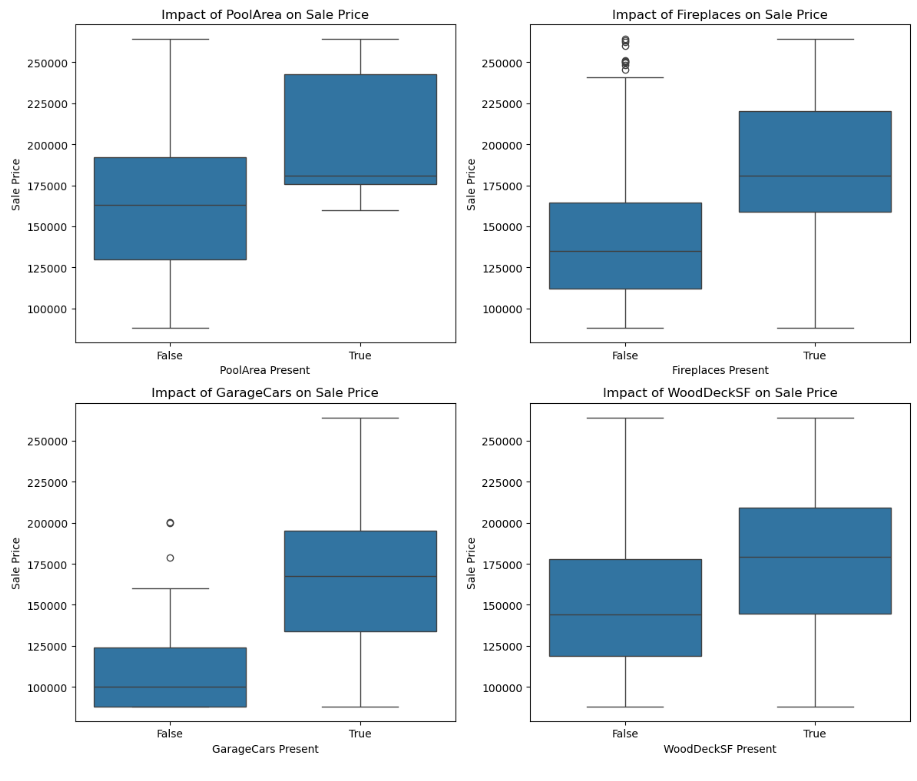 Impact of PoolArea on Sale Price
Sale Price
250000
225000
200000
175000
150000
125000
100000
False
True
PoolArea Present
Impact of Fireplaces on Sale Price
Sale Price
250000
225000
200000
175000
150000
125000
100000
False
True
Fireplaces Present
Impact of GarageCars on Sale Price
Sale Price
250000
225000
200000
175000
150000
125000
100000
False
True
GarageCars Present
Impact of WoodDeckSF on Sale Price
Sale Price
250000
225000
200000
175000
150000
125000
100000
False
True
WoodDeckSF Present